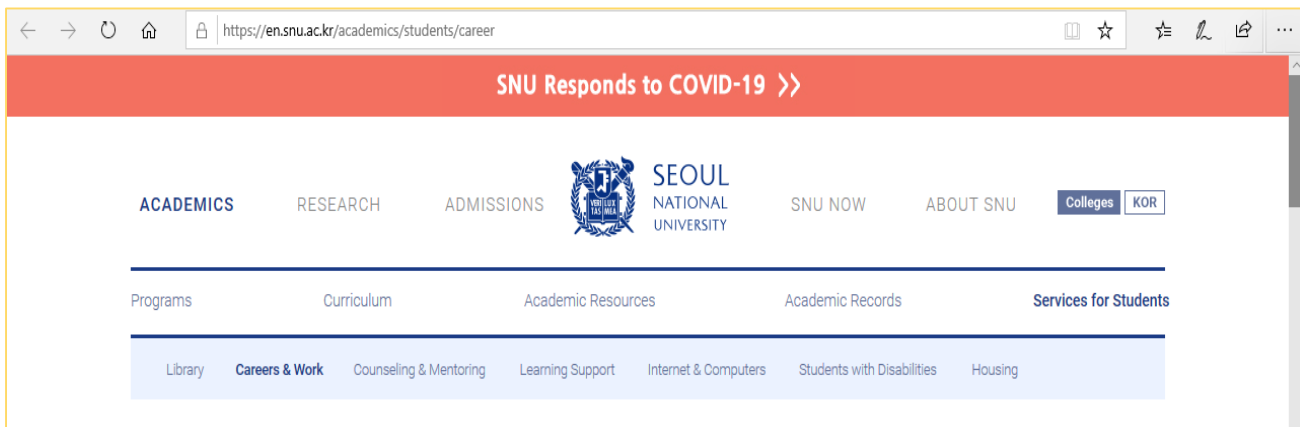 https://en.snu.ac.kr/academics/students/career
SNU Responds to COVID-19 >>
ACADEMICS RESEARCH ADMISSIONS
VERI LUX
TAS MEA
SEOUL
NATIONAL
UNIVERSITY
SNU NOW ABOUT SNU Colleges KOR
Programs Curriculum Academic Resources Academic Records Services for Students
Library Careers & Work Counseling & Mentoring Learning Support Internet & Computers Students with Disabilities Housing